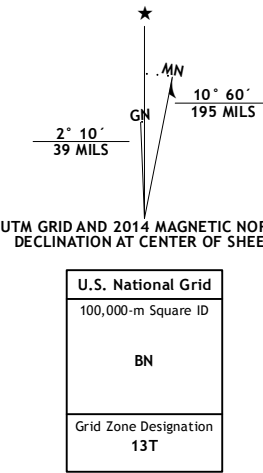 MN
GN
10° 60´
195 MILS
2° 10´
39 MILS
UTM GRID AND 2014 MAGNETIC NOR
DECLINATION AT CENTER OF SHEE
U.S. National Grid
100,000-m Square ID
BN
Grid Zone Designation
13T